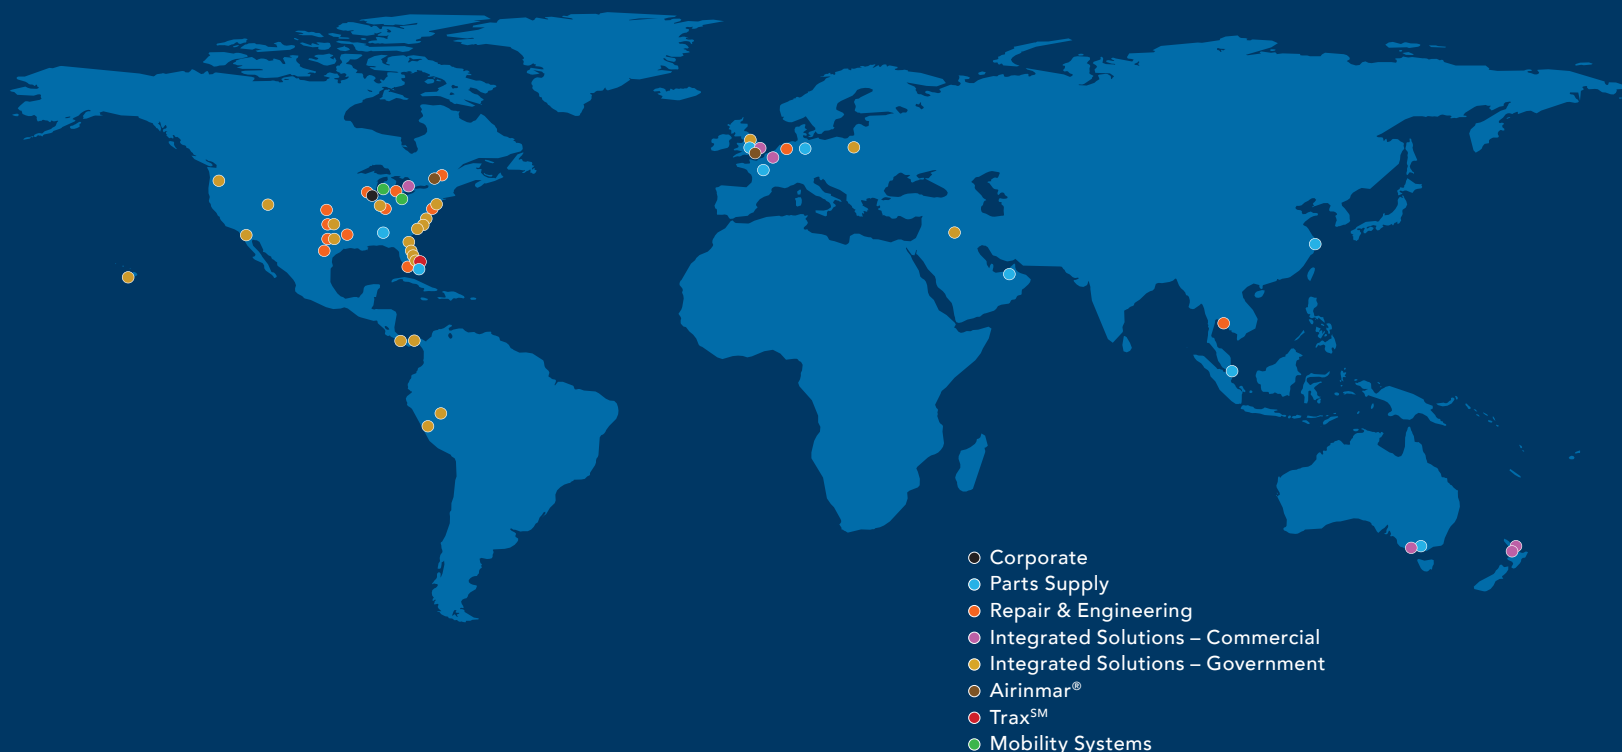 Corporate
Parts Supply
Repair & Engineering
Integrated Solutions – Commercial
Integrated Solutions – Government
Airinmar®
Trax℠
Mobility Systems